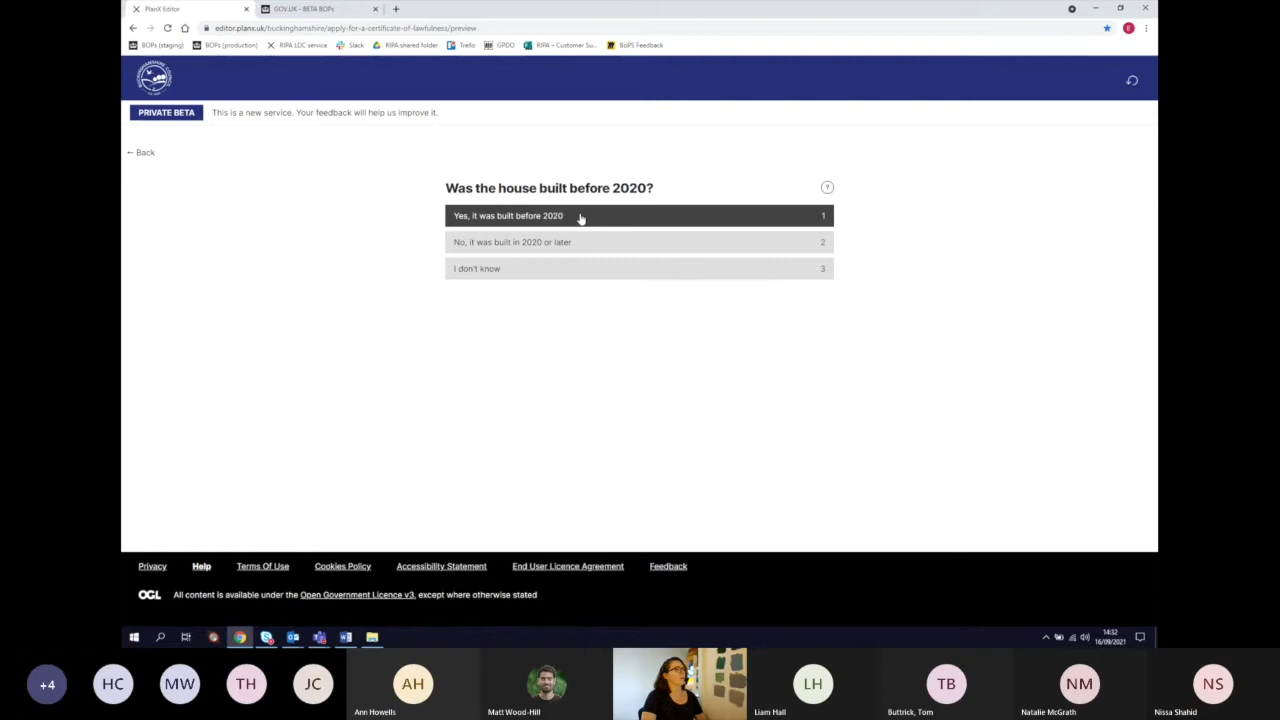 PlanX Editor
GOV.UK - BETA BOPs
editor.planx.uk/buckinghamshire/apply-for-a-certificate-of-lawfulness/preview
E
BOPs (staging) BOPs (production) RIPA LDC service Slack RIPA shared folder Trello GPDD RIPA – Customer Su... BoPS Feedback
PRIVATE BETA This is a new service. Your feedback will help us improve it.
← Back
Was the house built before 2020? ?
Yes, it was built before 2020 1
No, it was built in 2020 or later 2
I don't know 3
Privacy Help Terms Of Use Cookies Policy Accessibility Statement End User Licence Agreement Feedback
OGL All content is available under the Open Government Licence v3, except where otherwise stated
14:32
16/09/2021
+4 HC MW TH JC AH LH TB NM NS
Ann Howells Matt Wood-Hill Liam Hall Buttrick, Tom Natalie McGrath Nissa Shahid